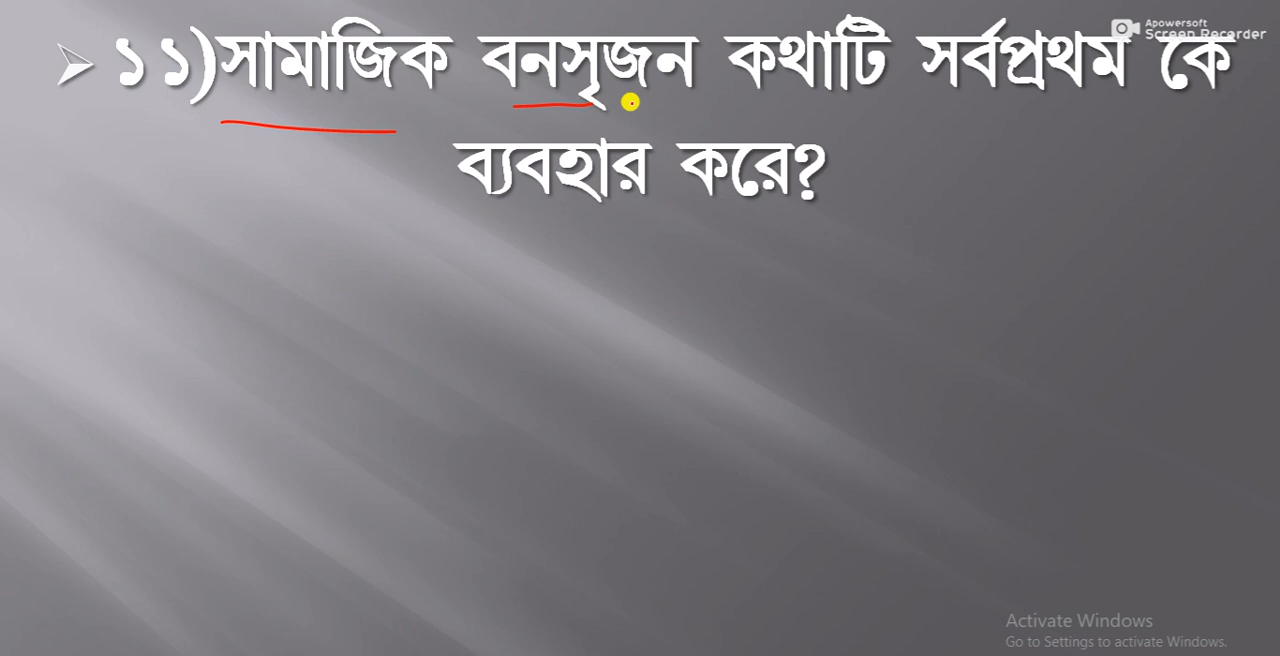 ➢ ১১)সামাজিক বনসৃজন কথাটি সর্বপ্রথম কে
ব্যবহার করে?
Apowersoft
Screen Recorder
Activate Windows
Go to Settings to activate Windows.